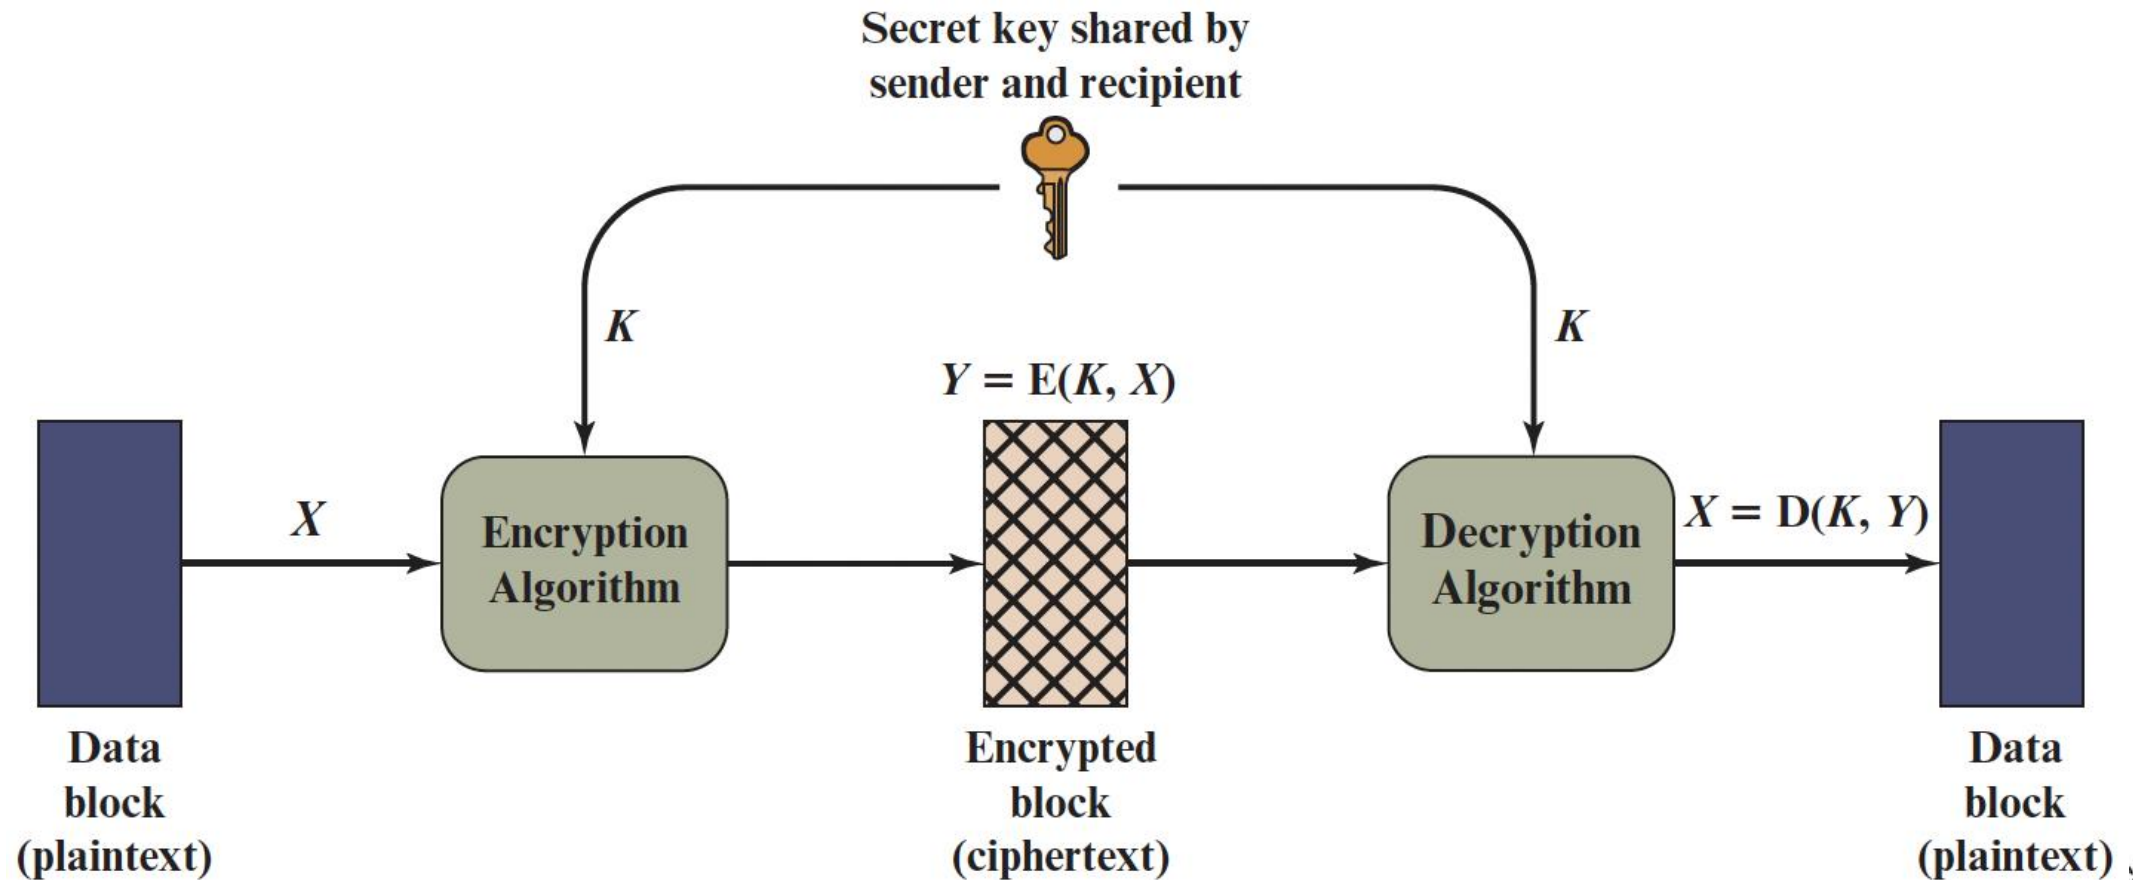 Secret key shared by
sender and recipient
K
K
Y = E(K, X)
X
Encryption
Algorithm
Decryption
Algorithm
X = D(K, Y)
Data
block
(plaintext)
Encrypted
block
(ciphertext)
Data
block
(plaintext)